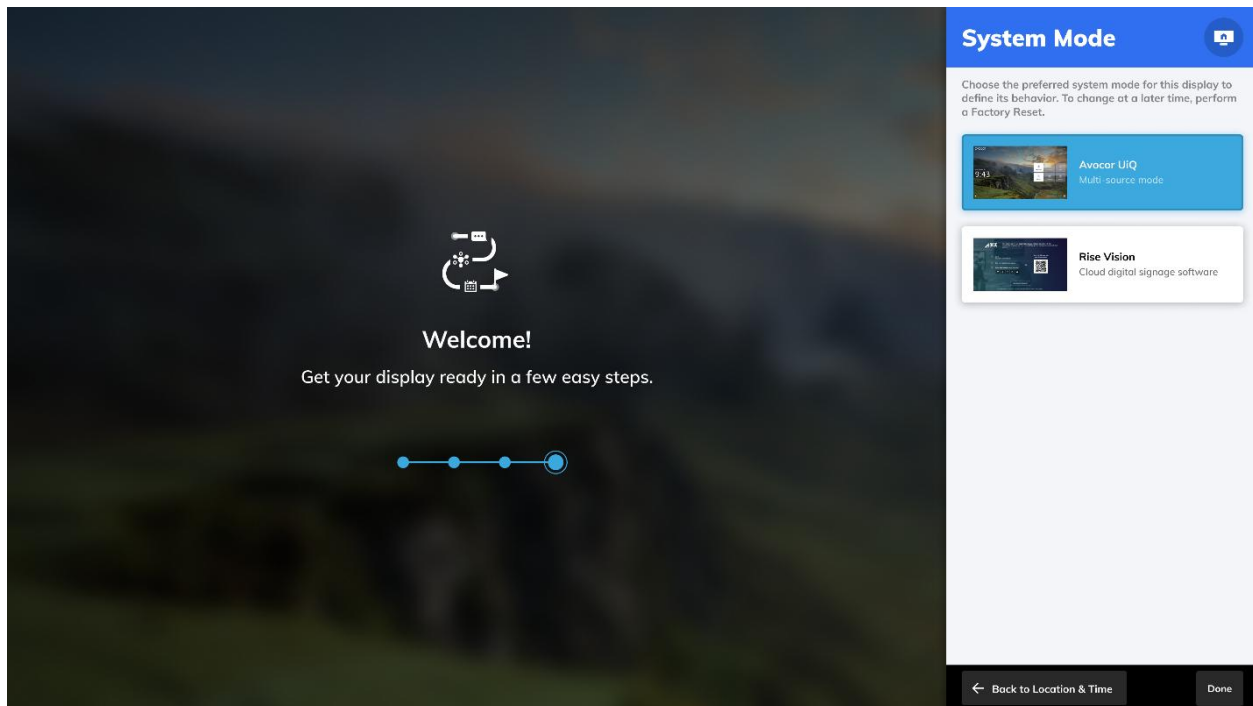 Welcome!
Get your display ready in a few easy steps.
System Mode
Choose the preferred system mode for this display to
define its behavior. To change at a later time, perform
a Factory Reset.
9:43
Avocor UiQ
Multi-source mode
Rise Vision
Cloud digital signage software
← Back to Location & Time
Done